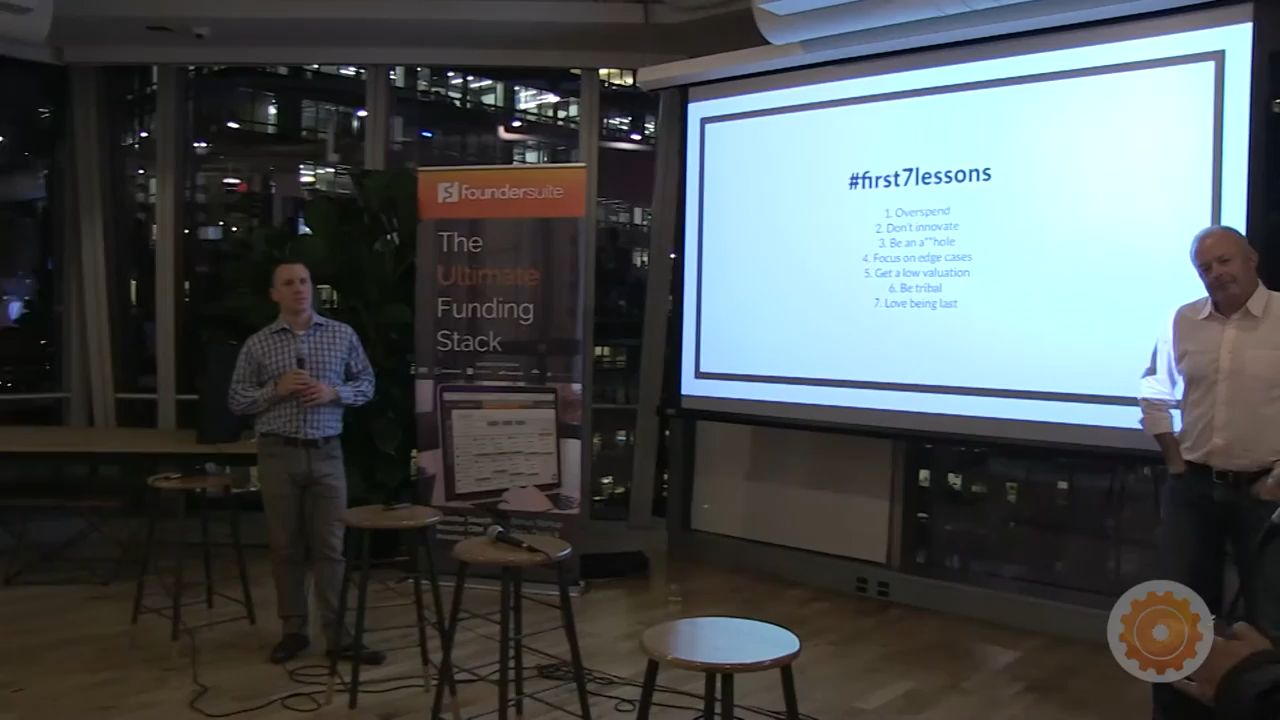 Foundersuite
The
Ultimate
Funding
Stack
#first7lessons
1. Overspend
2. Don't innovate
3. Be an a**hole
4. Focus on edge cases
5. Get a low valuation
6. Be tribal
7. Love being last